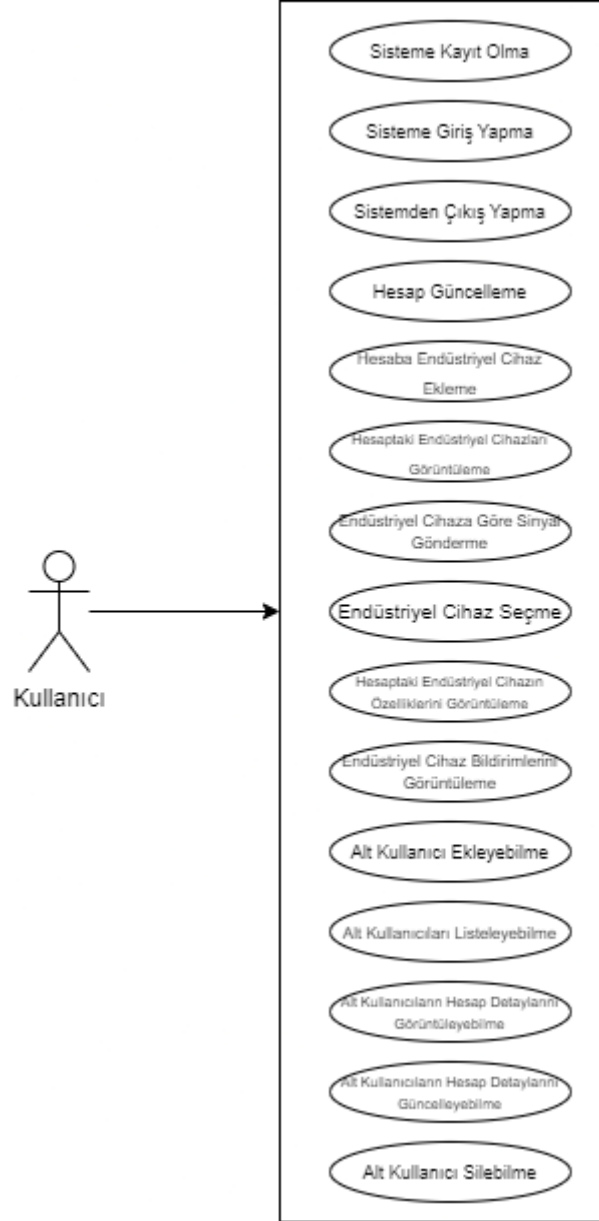 Sisteme Kayıt Olma
Sisteme Giriş Yapma
Sistemden Çıkış Yapma
Hesap Güncelleme
Hesaba Endüstriyel Cihaz
Ekleme
Hesaptaki Endüstriyel Cihazları
Görüntüleme
Endüstriyel Cihaza Göre Sinyal
Gönderme
Endüstriyel Cihaz Seçme
Kullanıcı
Hesaptaki Endüstriyel Cihazın
Özelliklerini Görüntüleme
Endüstriyel Cihaz Bildirimlerini
Görüntüleme
Alt Kullanıcı Ekleyebilme
Alt Kullanıcıları Listeleyebilme
Alt Kullanıcıların Hesap Detaylarını
Görüntüleyebilme
Alt Kullanıcıların Hesap Detaylarını
Güncelleyebilme
Alt Kullanıcı Silebilme